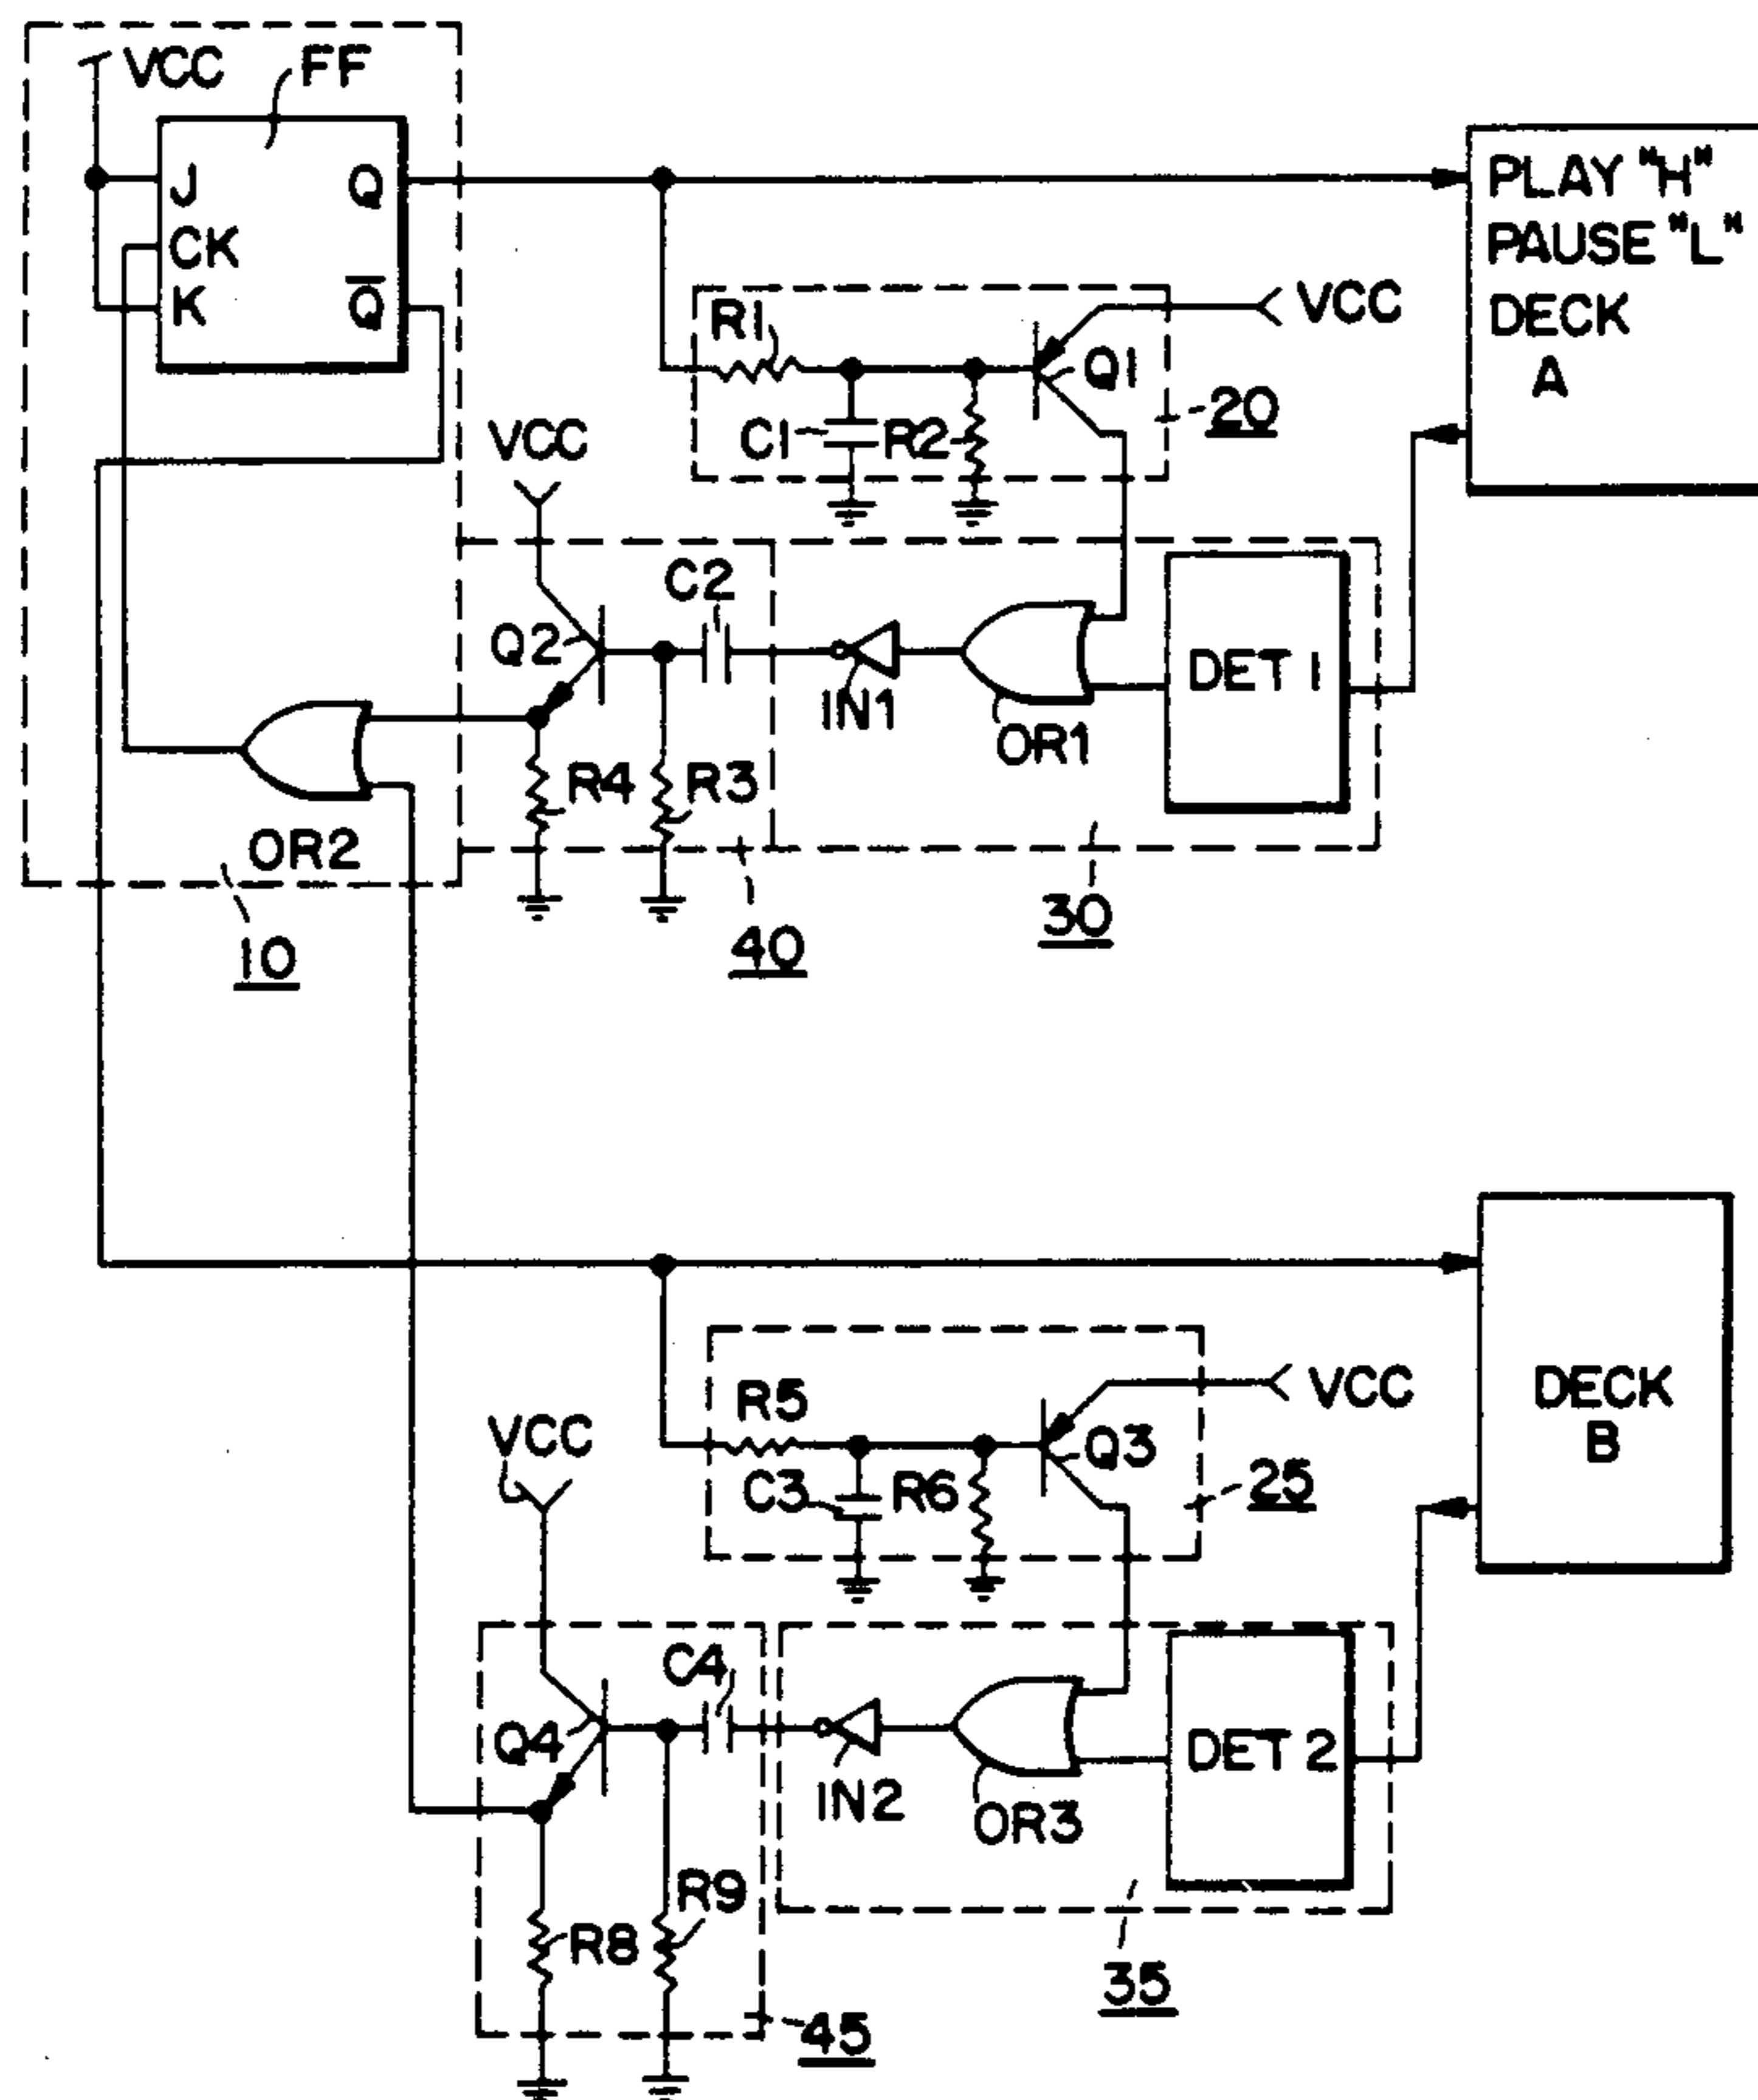 VCC
FF
J
Q
CK
K
Q̅
PLAY "H"
PAUSE "L"
DECK
A
R1
VCC
Q1
C1
R2
20
VCC
C2
Q2
IN1
OR1
DET 1
R4
R3
OR2
10
40
30
R5
VCC
Q3
C3
R6
25
DECK
B
VCC
C4
Q4
IN2
OR3
DET 2
R8
R9
35
45